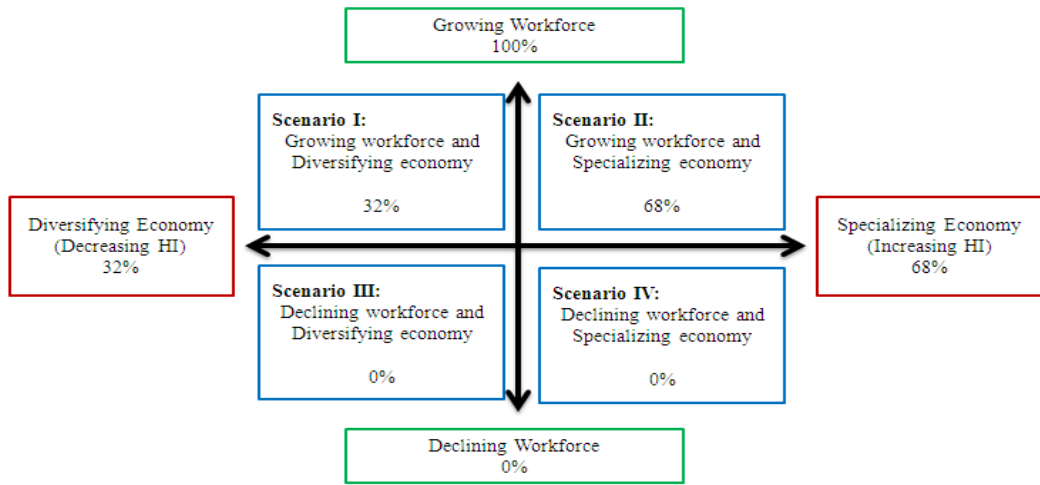 Growing Workforce
100%
Scenario I:
Growing workforce and
Diversifying economy
32%
Scenario II:
Growing workforce and
Specializing economy
68%
Diversifying Economy
(Decreasing HI)
32%
Specializing Economy
(Increasing HI)
68%
Scenario III:
Declining workforce and
Diversifying economy
0%
Scenario IV:
Declining workforce and
Specializing economy
0%
Declining Workforce
0%